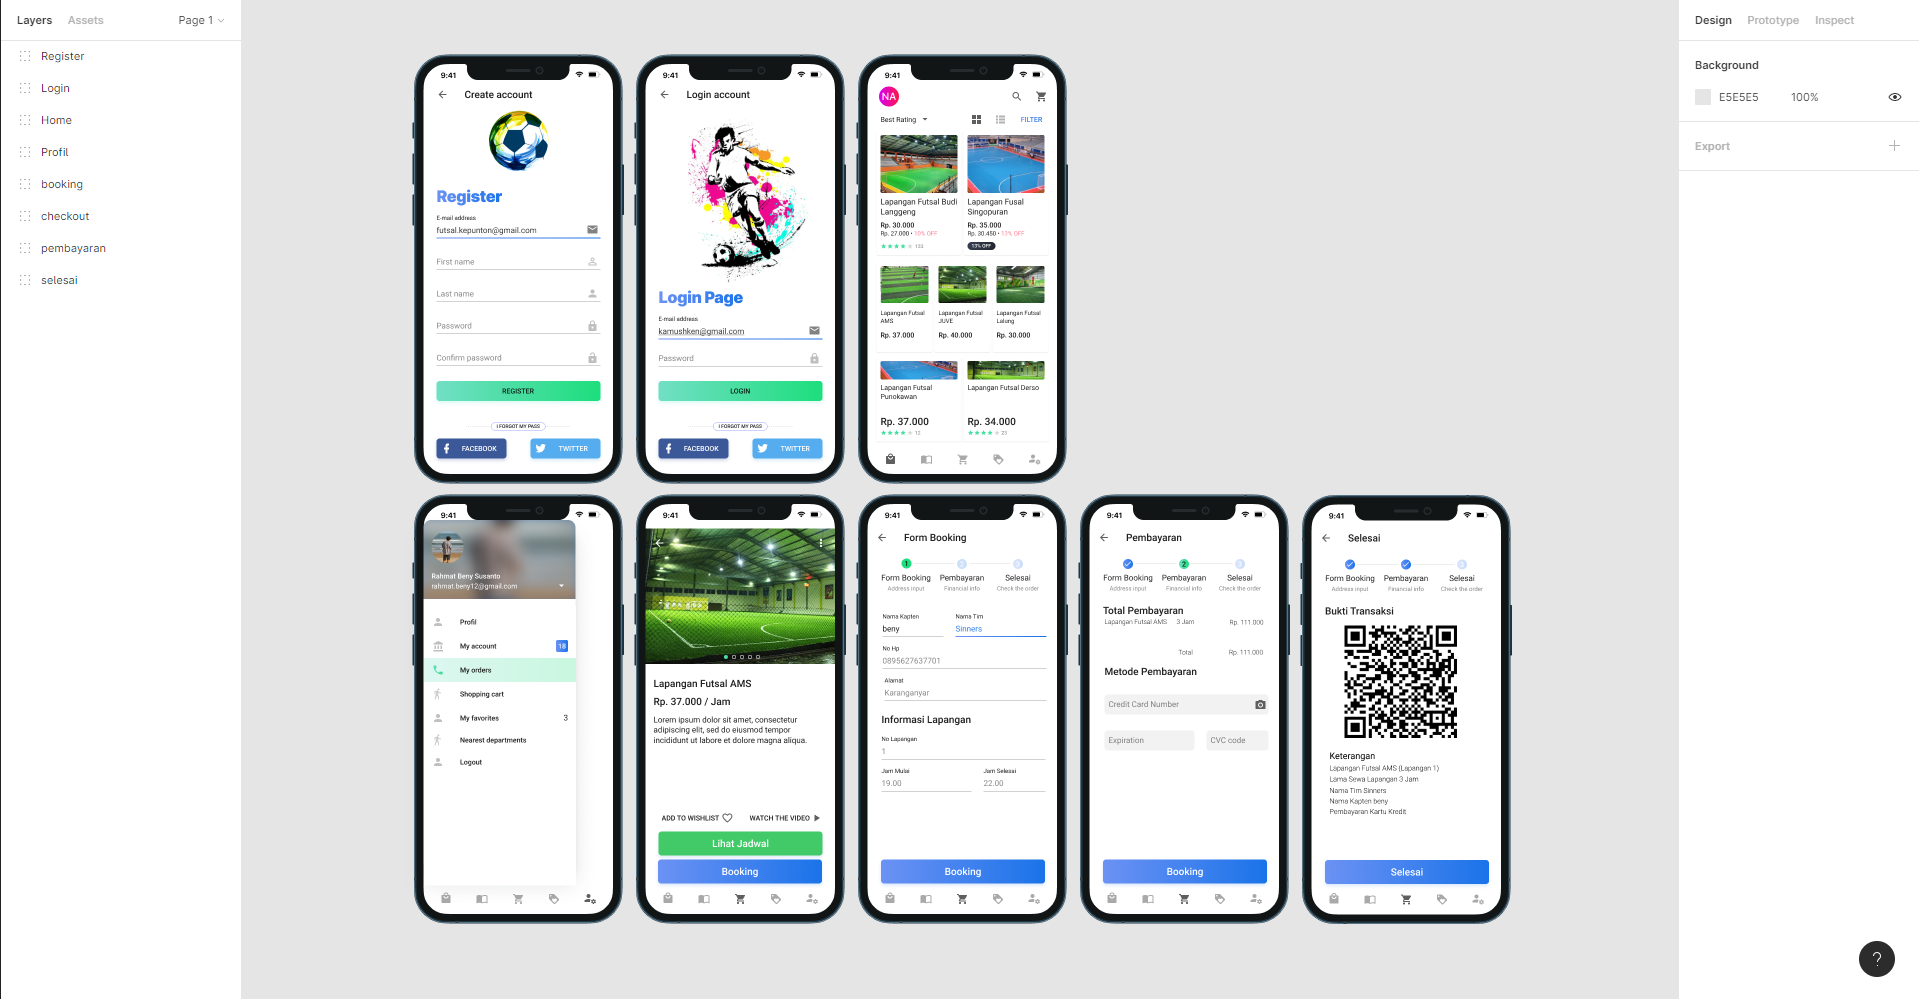 Layers Assets Page 1
Register
Login
Home
Profil
booking
checkout
pembayaran
selesai
9:41
Create account
Register
E-mail address
futsal.kepunton@gmail.com
First name
Last name
Password
Confirm password
REGISTER
I FORGOT MY PASS
FACEBOOK TWITTER
9:41
Login account
Login Page
E-mail address
kamushken@gmail.com
Password
LOGIN
I FORGOT MY PASS
FACEBOOK TWITTER
9:41
NA
Best Rating FILTER
Lapangan Futsal Budi Langgeng
Rp. 30.000
Rp. 27.000 • 10% OFF
133
Lapangan Fusal Singopuran
Rp. 35.000
Rp. 30.450 • 13% OFF
13% OFF
Lapangan Futsal AMS
Rp. 37.000
Lapangan Futsal JUVE
Rp. 40.000
Lapangan Futsal Lalung
Rp. 30.000
Lapangan Futsal Punokawan
Rp. 37.000
12
Lapangan Futsal Derso
Rp. 34.000
23
9:41
Rahmat Beny Susanto
rahmat.beny12@gmail.com
Profil
My account 18
My orders
Shopping cart
My favorites 3
Nearest departments
Logout
9:41
Lapangan Futsal AMS
Rp. 37.000 / Jam
Lorem ipsum dolor sit amet, consectetur
adipiscing elit, sed do eiusmod tempor
incididunt ut labore et dolore magna aliqua.
ADD TO WISHLIST WATCH THE VIDEO
Lihat Jadwal
Booking
9:41
Form Booking
1 2 3
Form Booking Pembayaran Selesai
Address input Financial info Check the order
Nama Kapten Nama Tim
beny Sinners
No Hp
0895627637701
Alamat
Karanganyar
Informasi Lapangan
No Lapangan
1
Jam Mulai Jam Selesai
19.00 22.00
Booking
9:41
Pembayaran
2 3
Form Booking Pembayaran Selesai
Address input Financial info Check the order
Total Pembayaran
Lapangan Futsal AMS 3 Jam Rp. 111.000
Total Rp. 111.000
Metode Pembayaran
Credit Card Number
Expiration CVC code
Booking
9:41
Selesai
3
Form Booking Pembayaran Selesai
Address input Financial info Check the order
Bukti Transaksi
Keterangan
Lapangan Futsal AMS (Lapangan 1)
Lama Sewa Lapangan 3 Jam
Nama Tim Sinners
Nama Kapten beny
Pembayaran Kartu Kredit
Selesai
Design Prototype Inspect
Background
E5E5E5 100%
Export
?